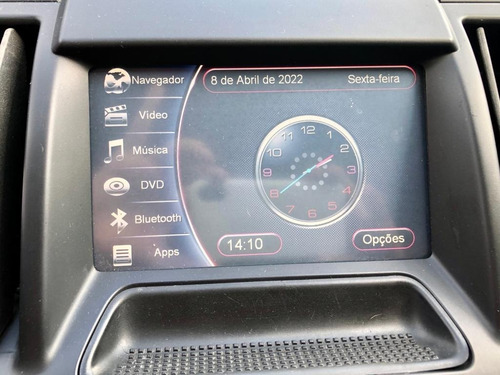 Navegador
Video
Música
DVD
Bluetooth
Apps
8 de Abril de 2022 Sexta-feira
11 12 1
10 2
9 3
8 4
7 6 5
14:10
Opções